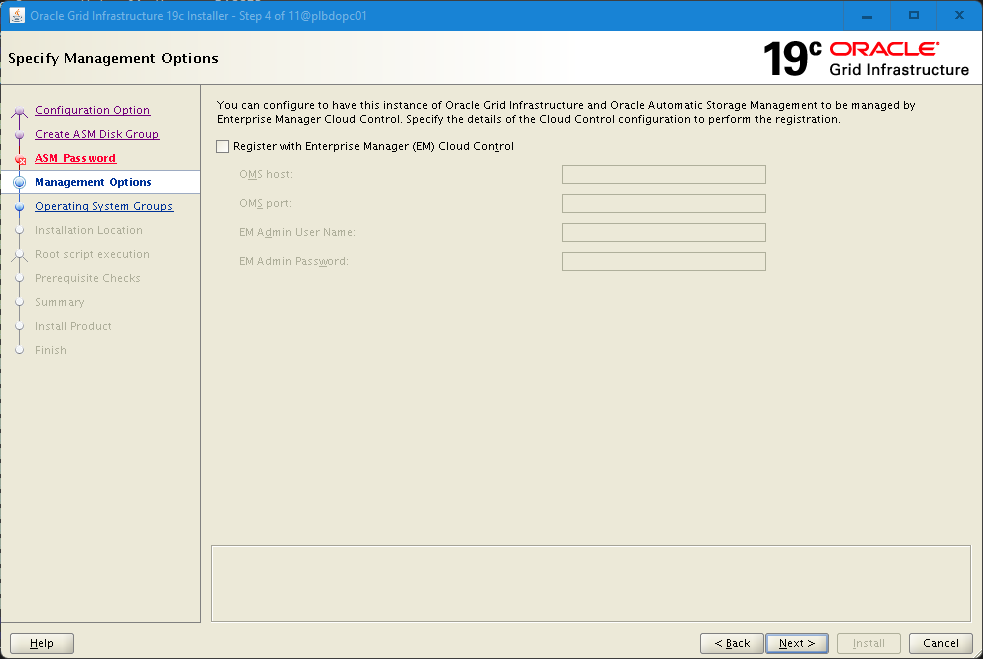 Oracle Grid Infrastructure 19c Installer - Step 4 of 11@plbdopc01
Specify Management Options
19c ORACLE
Grid Infrastructure
Configuration Option
Create ASM Disk Group
ASM Password
Management Options
Operating System Groups
Installation Location
Root script execution
Prerequisite Checks
Summary
Install Product
Finish
You can configure to have this instance of Oracle Grid Infrastructure and Oracle Automatic Storage Management to be managed by
Enterprise Manager Cloud Control. Specify the details of the Cloud Control configuration to perform the registration.
Register with Enterprise Manager (EM) Cloud Control
OMS host:
OMS port:
EM Admin User Name:
EM Admin Password:
Help
< Back
Next >
Install
Cancel